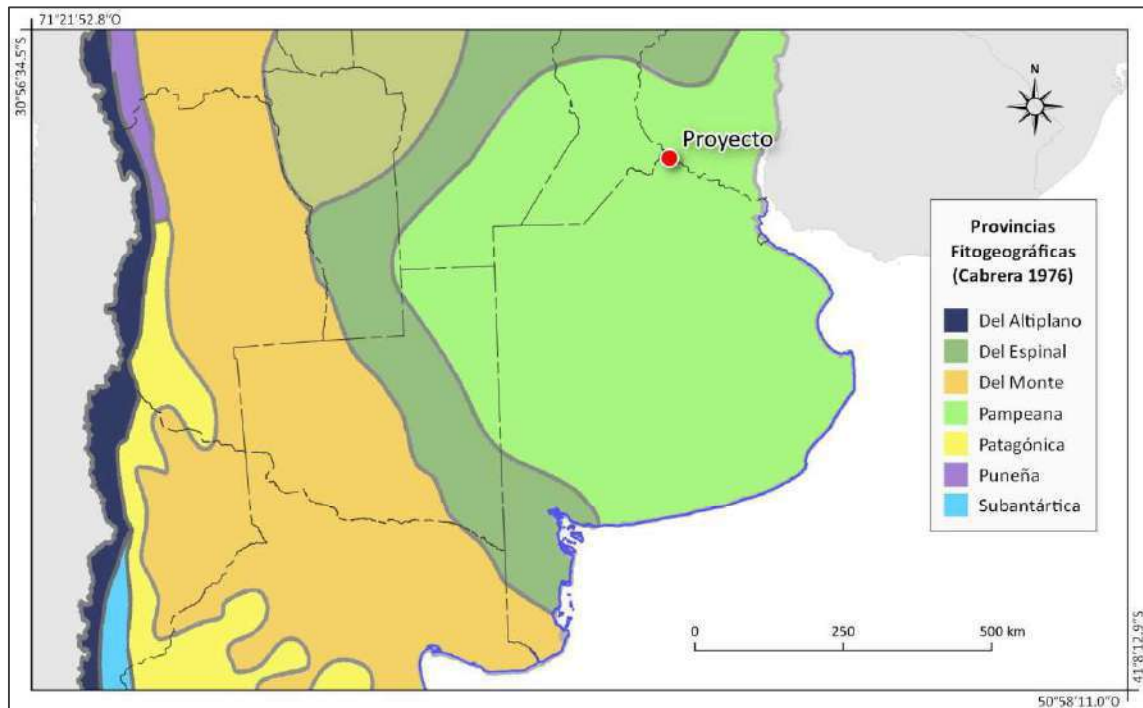 71°21'52.8"O
30°56'34.5"S
N
Proyecto
Provincias
Fitogeográficas
(Cabrera 1976)
Del Altiplano
Del Espinal
Del Monte
Pampeana
Patagónica
Puneña
Subantártica
0 250 500 km
41°8'12.9"S
50°58'11.0"O